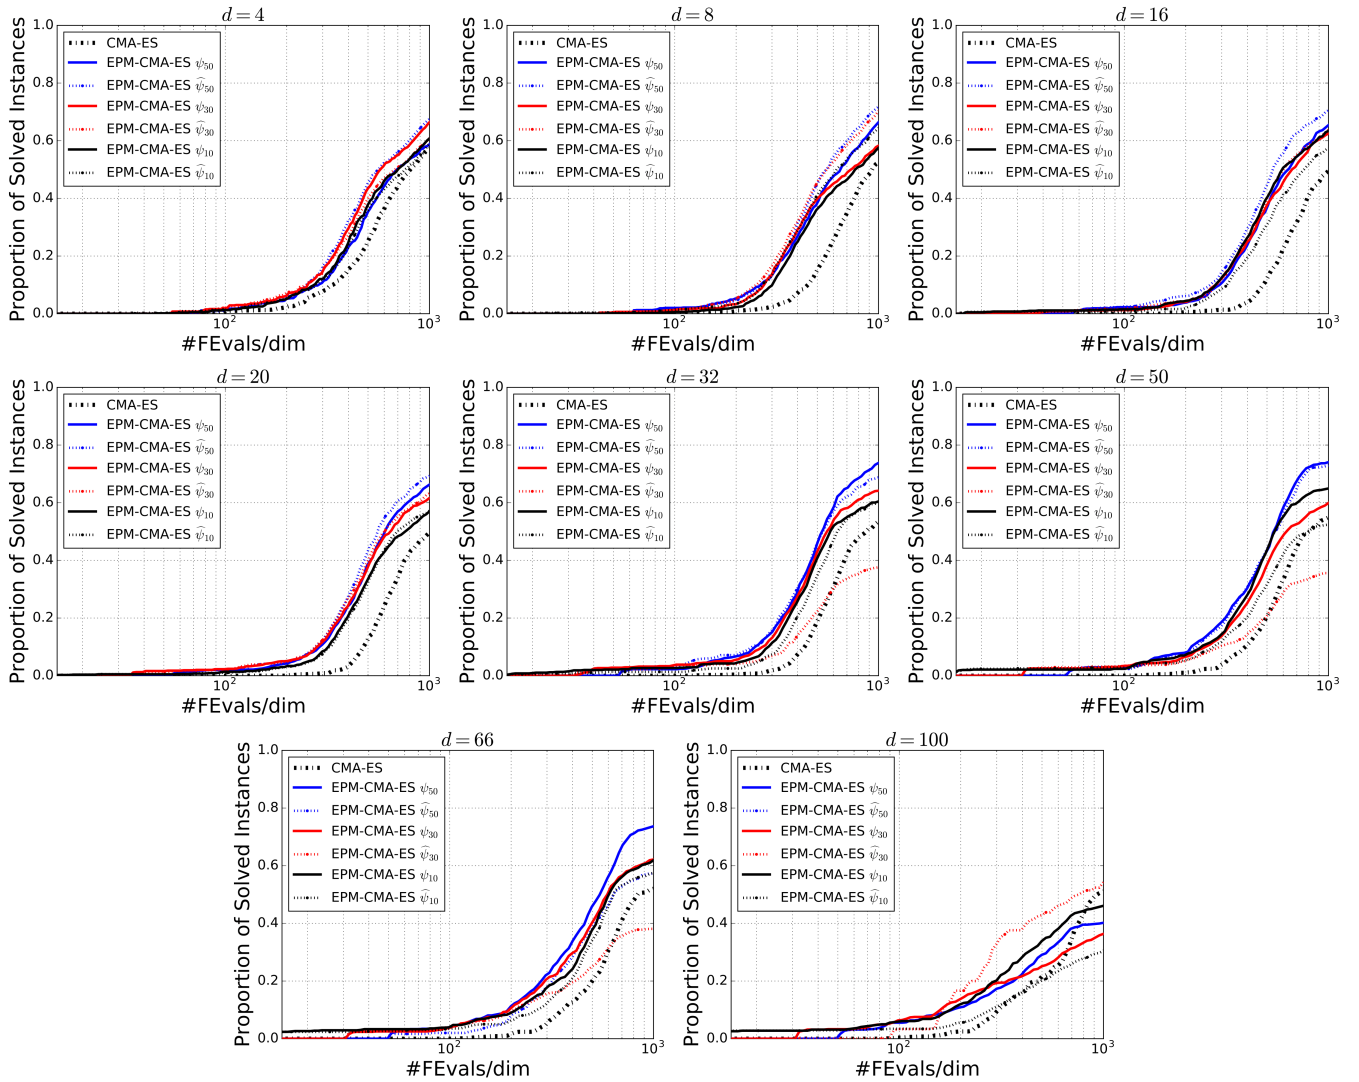 d = 4
Proportion of Solved Instances
1.0
0.8
0.6
0.4
0.2
0.0
CMA-ES
EPM-CMA-ES ψ₅₀
EPM-CMA-ES ψ̂₅₀
EPM-CMA-ES ψ₃₀
EPM-CMA-ES ψ̂₃₀
EPM-CMA-ES ψ₁₀
EPM-CMA-ES ψ̂₁₀
10²
10³
#FEvals/dim
d = 8
Proportion of Solved Instances
1.0
0.8
0.6
0.4
0.2
0.0
CMA-ES
EPM-CMA-ES ψ₅₀
EPM-CMA-ES ψ̂₅₀
EPM-CMA-ES ψ₃₀
EPM-CMA-ES ψ̂₃₀
EPM-CMA-ES ψ₁₀
EPM-CMA-ES ψ̂₁₀
10²
10³
#FEvals/dim
d = 16
Proportion of Solved Instances
1.0
0.8
0.6
0.4
0.2
0.0
CMA-ES
EPM-CMA-ES ψ₅₀
EPM-CMA-ES ψ̂₅₀
EPM-CMA-ES ψ₃₀
EPM-CMA-ES ψ̂₃₀
EPM-CMA-ES ψ₁₀
EPM-CMA-ES ψ̂₁₀
10²
10³
#FEvals/dim
d = 20
Proportion of Solved Instances
1.0
0.8
0.6
0.4
0.2
0.0
CMA-ES
EPM-CMA-ES ψ₅₀
EPM-CMA-ES ψ̂₅₀
EPM-CMA-ES ψ₃₀
EPM-CMA-ES ψ̂₃₀
EPM-CMA-ES ψ₁₀
EPM-CMA-ES ψ̂₁₀
10²
10³
#FEvals/dim
d = 32
Proportion of Solved Instances
1.0
0.8
0.6
0.4
0.2
0.0
CMA-ES
EPM-CMA-ES ψ₅₀
EPM-CMA-ES ψ̂₅₀
EPM-CMA-ES ψ₃₀
EPM-CMA-ES ψ̂₃₀
EPM-CMA-ES ψ₁₀
EPM-CMA-ES ψ̂₁₀
10²
10³
#FEvals/dim
d = 50
Proportion of Solved Instances
1.0
0.8
0.6
0.4
0.2
0.0
CMA-ES
EPM-CMA-ES ψ₅₀
EPM-CMA-ES ψ̂₅₀
EPM-CMA-ES ψ₃₀
EPM-CMA-ES ψ̂₃₀
EPM-CMA-ES ψ₁₀
EPM-CMA-ES ψ̂₁₀
10²
10³
#FEvals/dim
d = 66
Proportion of Solved Instances
1.0
0.8
0.6
0.4
0.2
0.0
CMA-ES
EPM-CMA-ES ψ₅₀
EPM-CMA-ES ψ̂₅₀
EPM-CMA-ES ψ₃₀
EPM-CMA-ES ψ̂₃₀
EPM-CMA-ES ψ₁₀
EPM-CMA-ES ψ̂₁₀
10²
10³
#FEvals/dim
d = 100
Proportion of Solved Instances
1.0
0.8
0.6
0.4
0.2
0.0
CMA-ES
EPM-CMA-ES ψ₅₀
EPM-CMA-ES ψ̂₅₀
EPM-CMA-ES ψ₃₀
EPM-CMA-ES ψ̂₃₀
EPM-CMA-ES ψ₁₀
EPM-CMA-ES ψ̂₁₀
10²
10³
#FEvals/dim